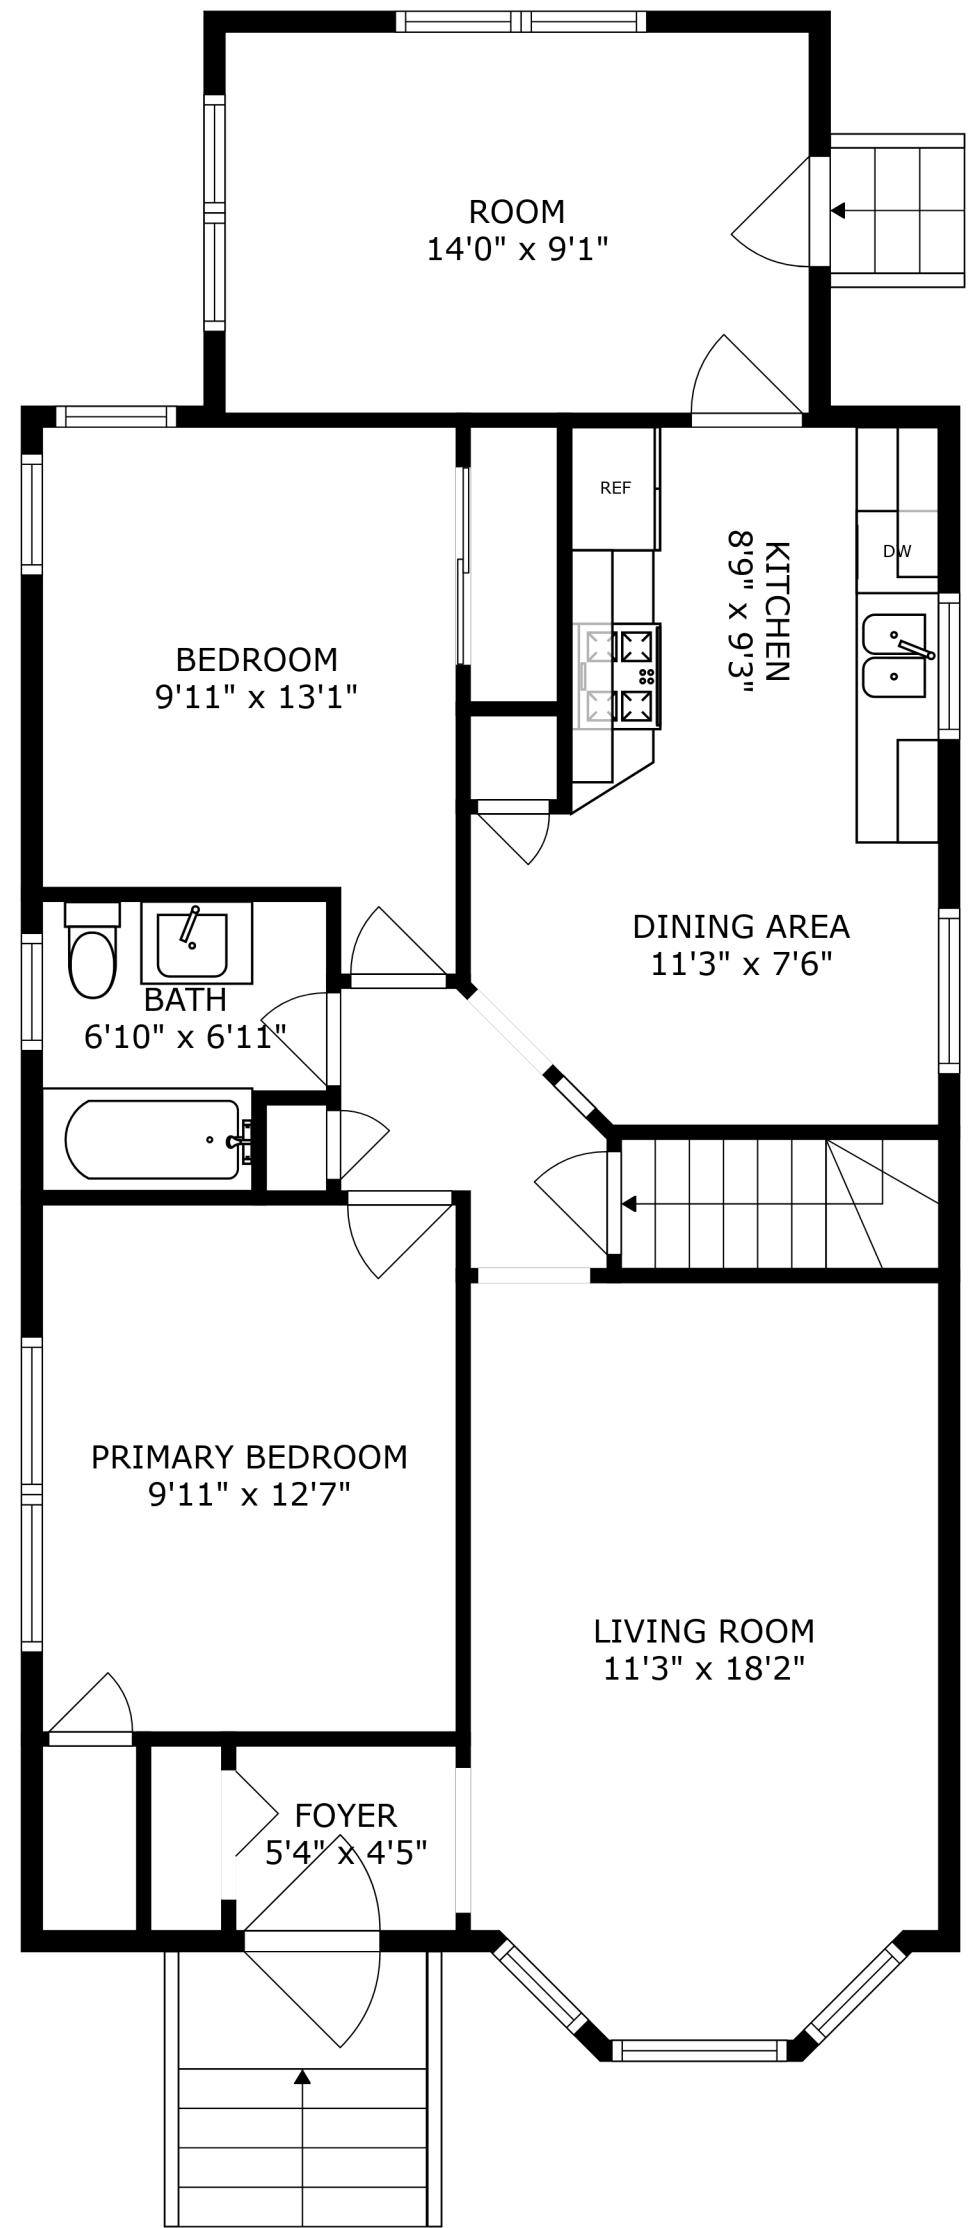 ROOM
14'0" x 9'1"
REF
DW
KITCHEN
8'9" x 9'3"
BEDROOM
9'11" x 13'1"
DINING AREA
11'3" x 7'6"
BATH
6'10" x 6'11"
PRIMARY BEDROOM
9'11" x 12'7"
LIVING ROOM
11'3" x 18'2"
FOYER
5'4" x 4'5"